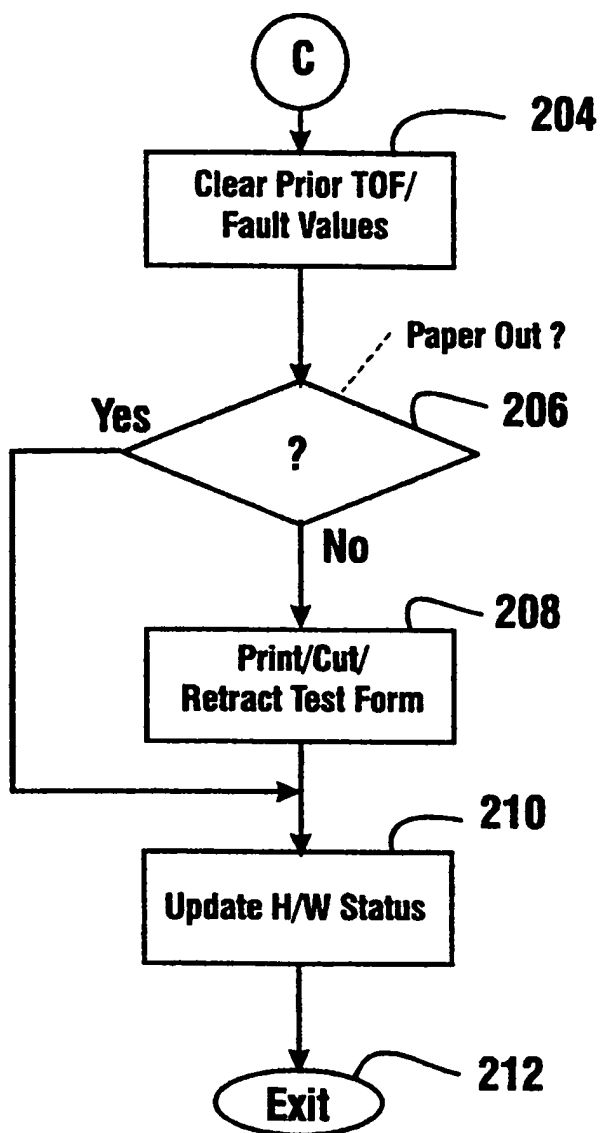 C
204
Clear Prior TOF/
Fault Values
Paper Out ?
Yes
206
?
No
208
Print/Cut/
Retract Test Form
210
Update H/W Status
212
Exit